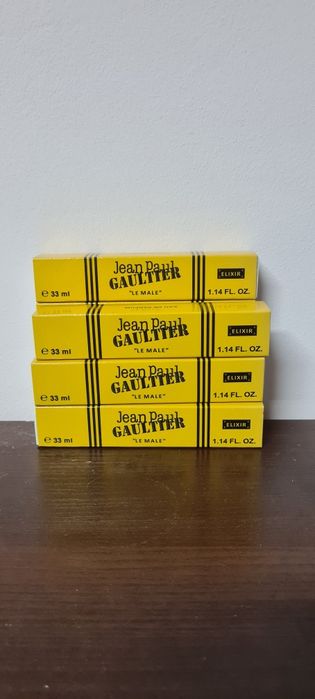 Jean Paul
GAULTIER
ELIXIR
℮ 33 ml
"LE MALE"
1.14 FL. OZ.
Jean Paul
GAULTIER
ELIXIR
℮ 33 ml
"LE MALE"
1.14 FL. OZ.
Jean Paul
GAULTIER
ELIXIR
℮ 33 ml
"LE MALE"
1.14 FL. OZ.
Jean Paul
GAULTIER
ELIXIR
℮ 33 ml
"LE MALE"
1.14 FL. OZ.